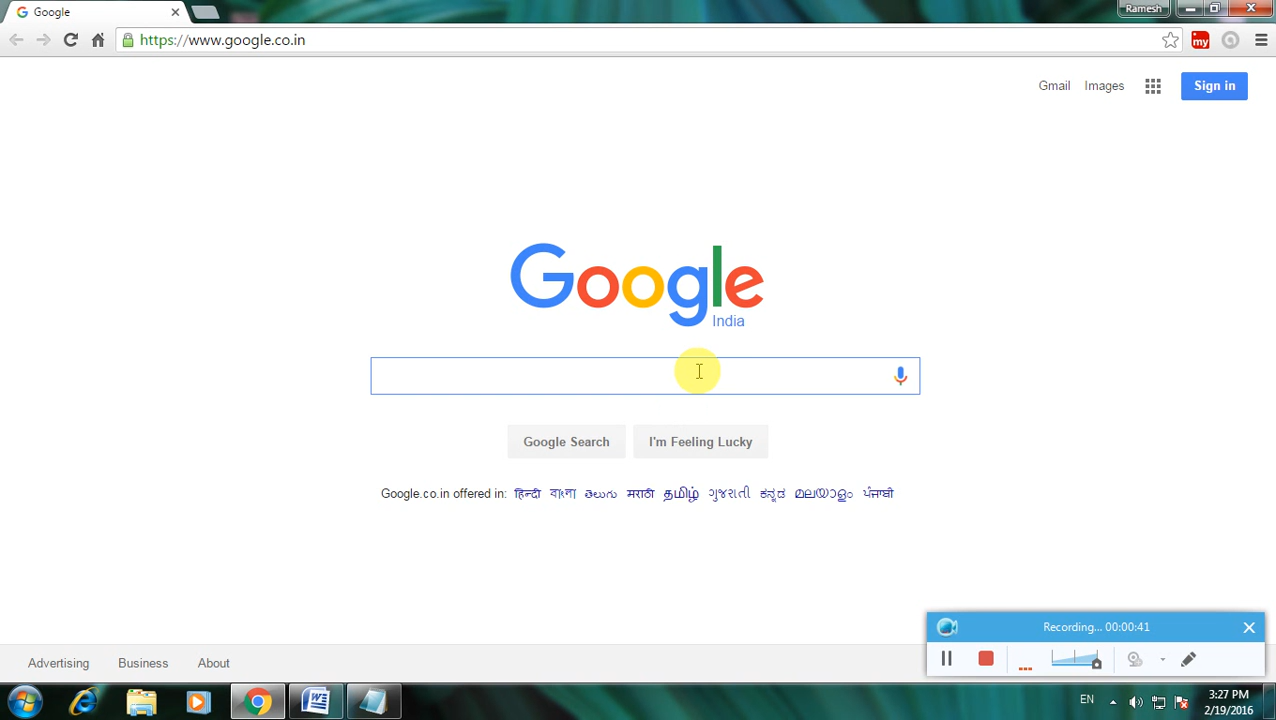 Google
Ramesh
https://www.google.co.in
my
Gmail Images
Sign in
Google
India
Google Search
I'm Feeling Lucky
Google.co.in offered in: हिन्दी বাংলা తెలుగు मराठी தமிழ் ગુજરાતી ಕನ್ನಡ മലയാളം ਪੰਜਾਬੀ
Recording... 00:00:41
Advertising Business About
EN
3:27 PM
2/19/2016